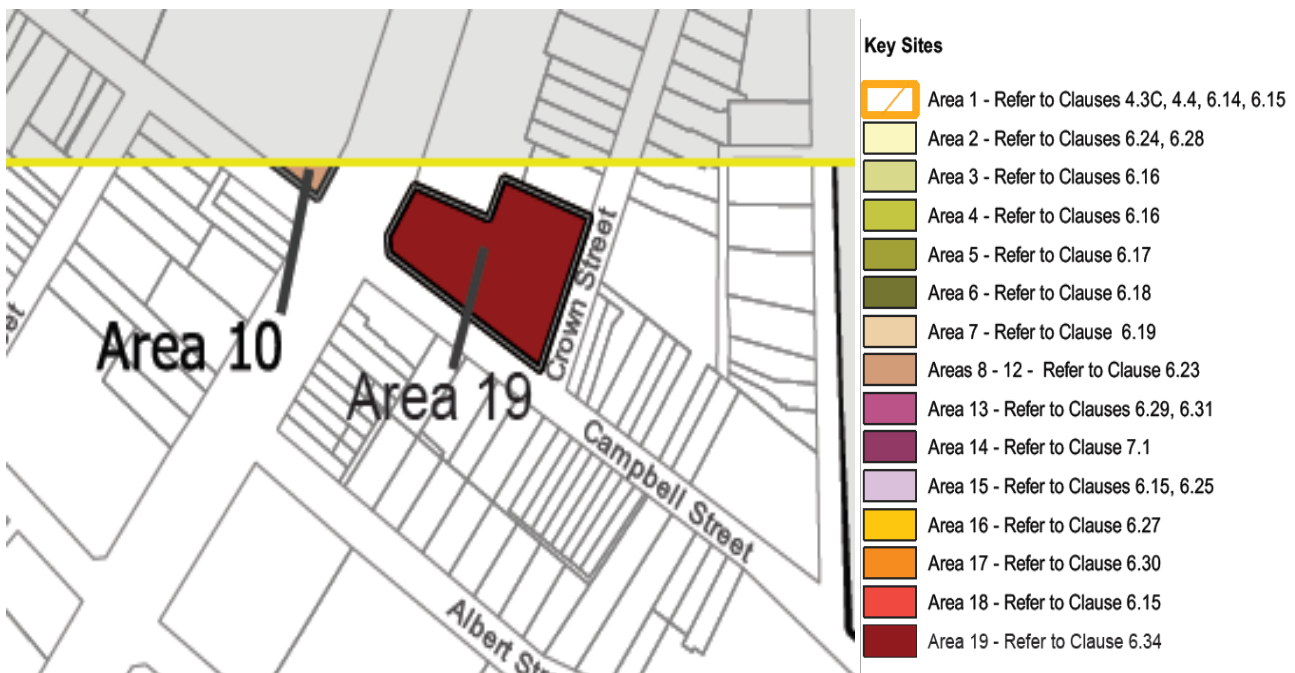 Area 10
Area 19
Crown Street
Campbell Street
Albert
Key Sites
Area 1 - Refer to Clauses 4.3C, 4.4, 6.14, 6.15
Area 2 - Refer to Clauses 6.24, 6.28
Area 3 - Refer to Clauses 6.16
Area 4 - Refer to Clauses 6.16
Area 5 - Refer to Clause 6.17
Area 6 - Refer to Clause 6.18
Area 7 - Refer to Clause 6.19
Areas 8 - 12 - Refer to Clause 6.23
Area 13 - Refer to Clauses 6.29, 6.31
Area 14 - Refer to Clause 7.1
Area 15 - Refer to Clauses 6.15, 6.25
Area 16 - Refer to Clause 6.27
Area 17 - Refer to Clause 6.30
Area 18 - Refer to Clause 6.15
Area 19 - Refer to Clause 6.34